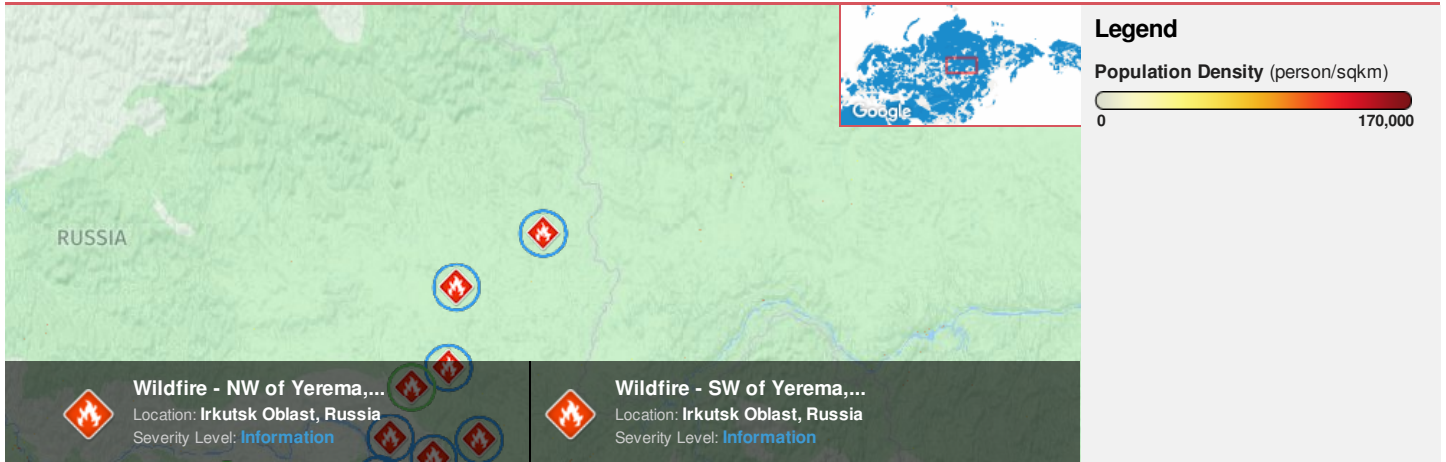 Legend
Population Density (person/sqkm)
0 170,000
Google
RUSSIA
Wildfire - NW of Yerema,...
Location: Irkutsk Oblast, Russia
Severity Level: Information
Wildfire - SW of Yerema,...
Location: Irkutsk Oblast, Russia
Severity Level: Information